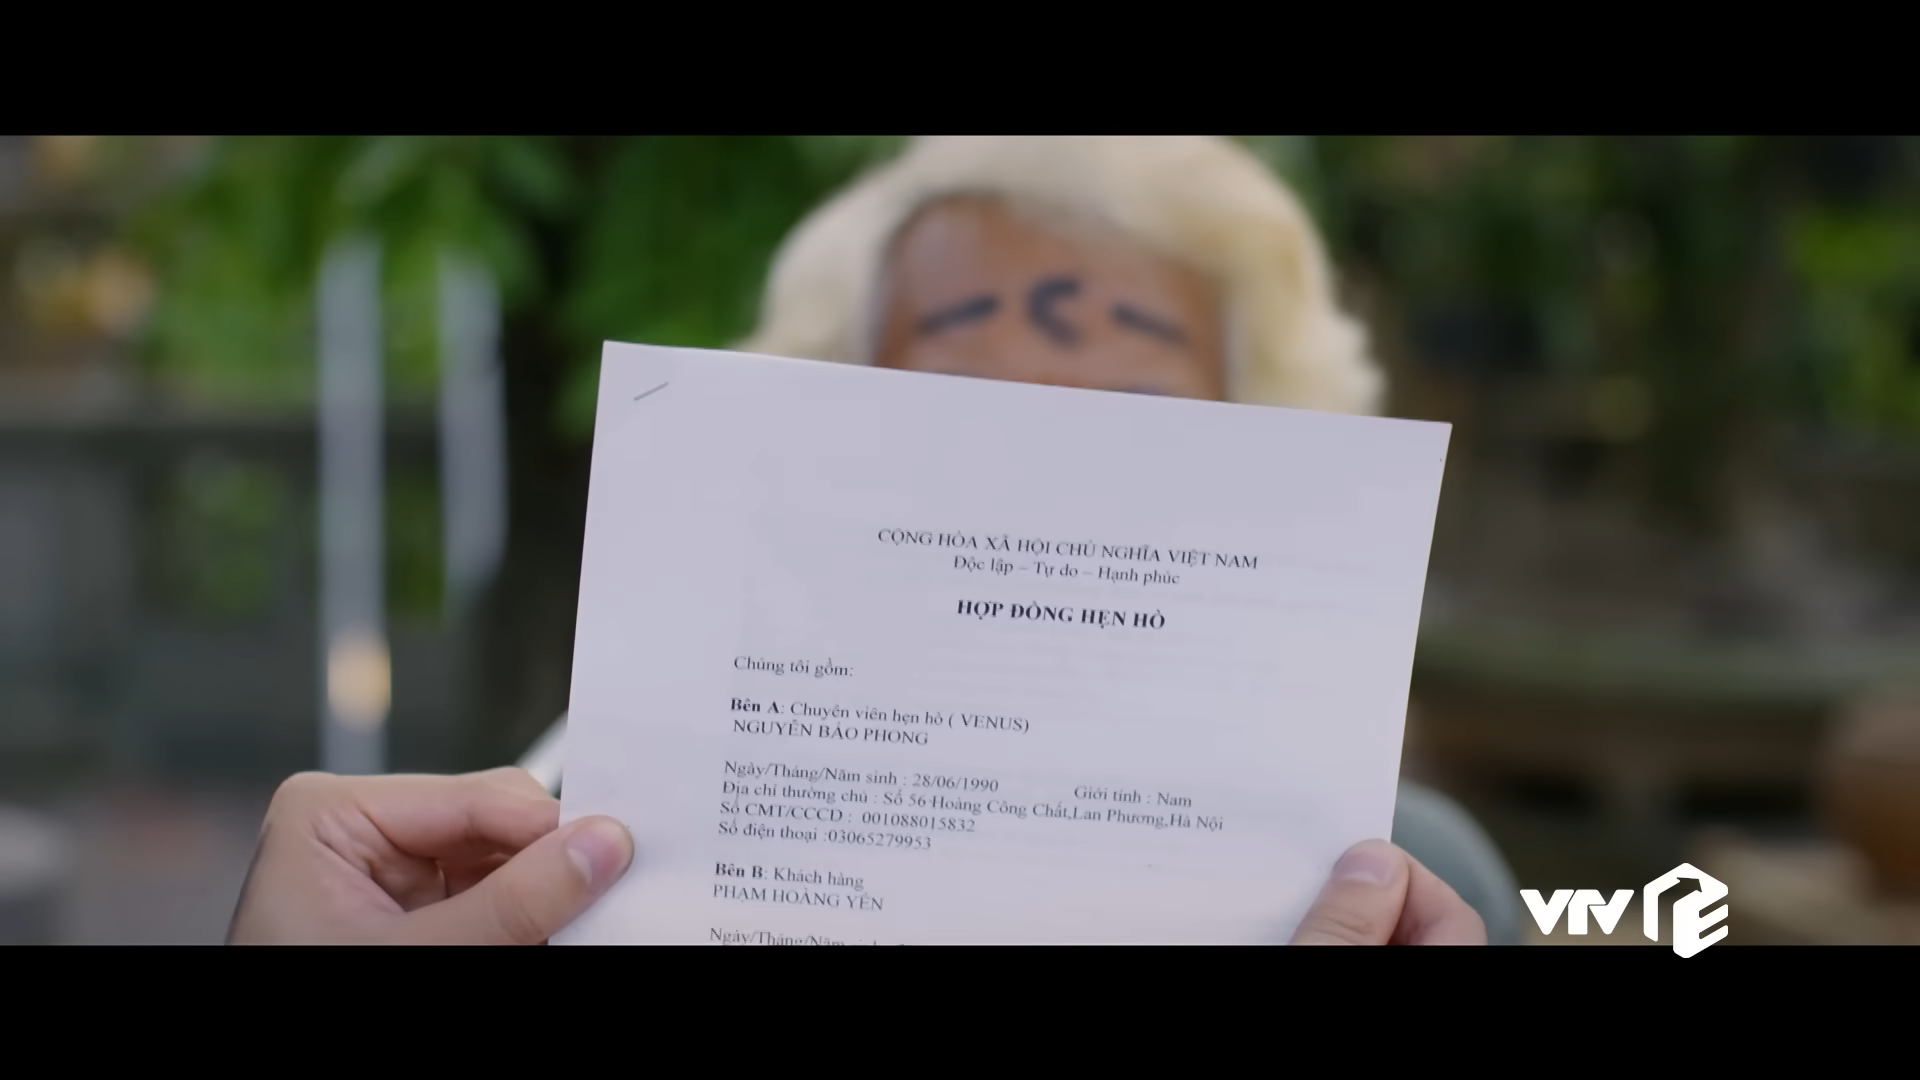 CỘNG HÒA XÃ HỘI CHỦ NGHĨA VIỆT NAM
Độc lập – Tự do – Hạnh phúc
HỢP ĐỒNG HẸN HÒ
Chúng tôi gồm:
Bên A: Chuyên viên hẹn hò ( VENUS)
NGUYỄN BẢO PHONG
Ngày/Tháng/Năm sinh : 28/06/1990 Giới tính : Nam
Địa chỉ thường chú : Số 56 Hoàng Công Chất,Lan Phương,Hà Nội
Số CMT/CCCD : 001088015832
Số điện thoại :03065279953
Bên B: Khách hàng
PHẠM HOÀNG YẾN
Ngày/Tháng/Năm
VTV